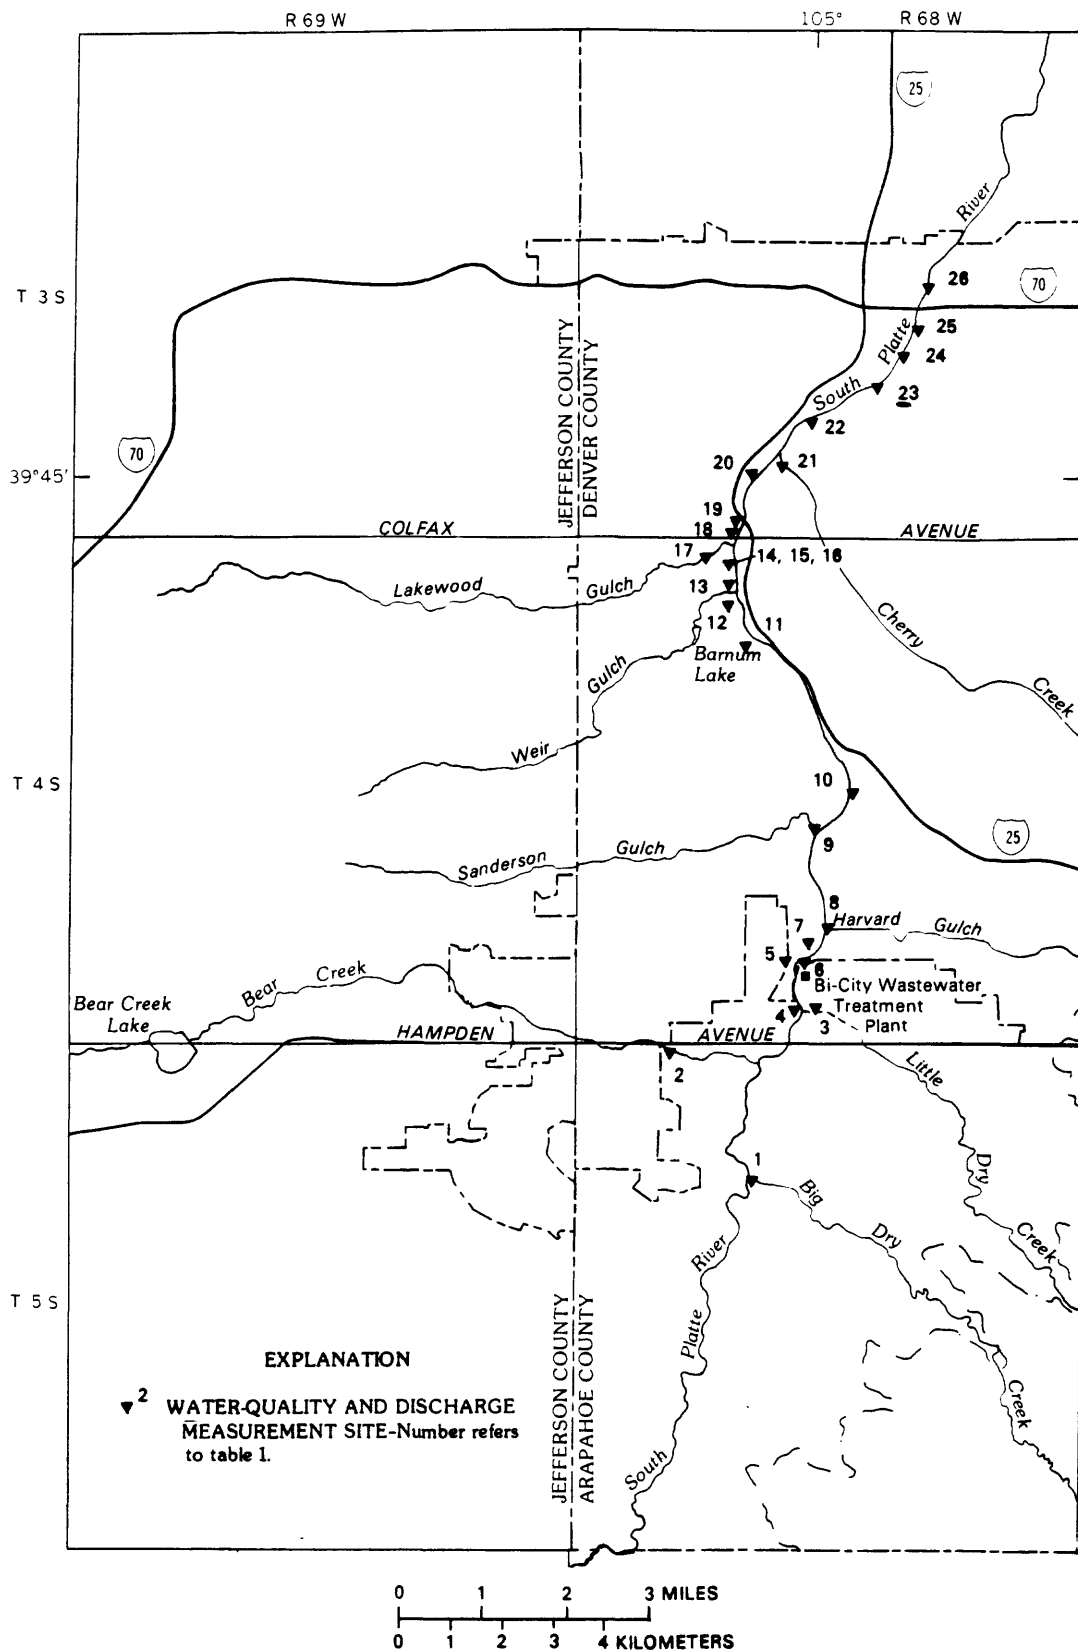 R 69 W
105°
R 68 W
25
River
T 3 S
26
70
25
Platte
24
South
23
22
70
JEFFERSON COUNTY
DENVER COUNTY
39°45'
20
21
19
COLFAX
18
AVENUE
17
14, 15, 16
Lakewood
Gulch
13
12
11
Cherry
Barnum
Lake
Gulch
Creek
Weir
T 4 S
10
25
9
Sanderson
Gulch
8
Harvard
Gulch
7
5
6
Bear
Creek
Bi-City Wastewater
Treatment
Plant
Bear Creek
Lake
4
3
HAMPDEN
AVENUE
2
Little
1
Big
Dry
Dry
River
Creek
T 5 S
JEFFERSON COUNTY
ARAPAHOE COUNTY
Platte
EXPLANATION
2 WATER-QUALITY AND DISCHARGE
MEASUREMENT SITE-Number refers
to table 1.
Creek
South
0 1 2 3 MILES
0 1 2 3 4 KILOMETERS